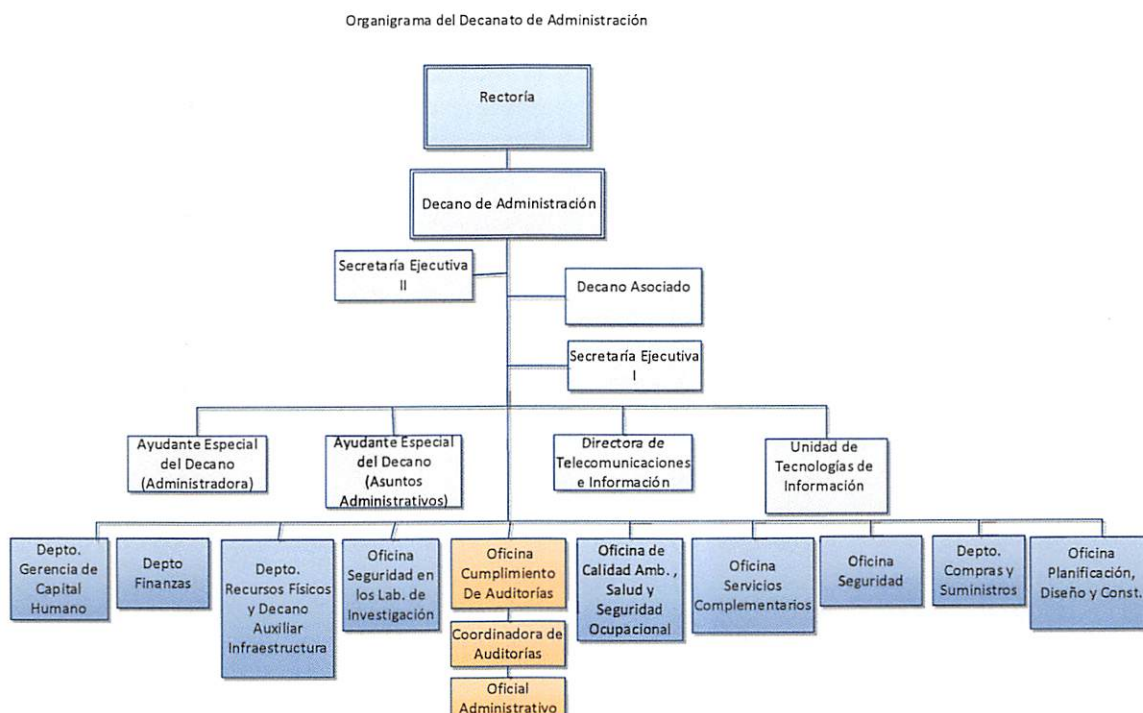 Organigrama del Decanato de Administración
Rectoría
Decano de Administración
Secretaría Ejecutiva
II
Decano Asociado
Secretaría Ejecutiva
I
Ayudante Especial
del Decano
(Administradora)
Ayudante Especial
del Decano
(Asuntos
Administrativos)
Directora de
Telecomunicaciones
e Información
Unidad de
Tecnologías de
Información
Depto.
Gerencia de
Capital
Humano
Depto
Finanzas
Depto.
Recursos Físicos
y Decano
Auxiliar
Infraestructura
Oficina
Seguridad en
los Lab. de
Investigación
Oficina
Cumplimiento
De Auditorías
Coordinadora de
Auditorías
Oficial
Administrativo
Oficina de
Calidad Amb.,
Salud y
Seguridad
Ocupacional
Oficina
Servicios
Complementarios
Oficina
Seguridad
Depto.
Compras y
Suministros
Oficina
Planificación,
Diseño y Const.